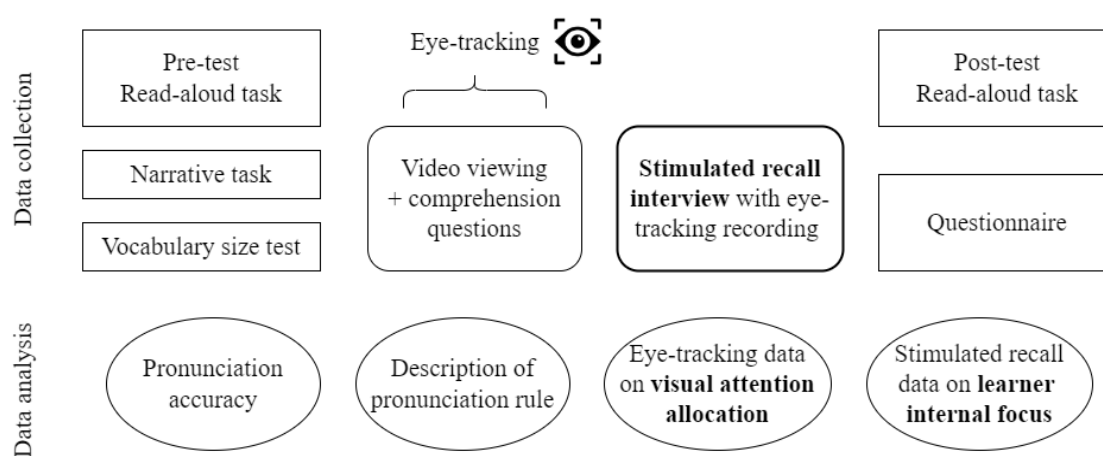 Data collection
Pre-test
Read-aloud task
Narrative task
Vocabulary size test
Eye-tracking
Video viewing
+ comprehension
questions
Stimulated recall
interview with eye-
tracking recording
Post-test
Read-aloud task
Questionnaire
Data analysis
Pronunciation
accuracy
Description of
pronunciation rule
Eye-tracking data
on visual attention
allocation
Stimulated recall
data on learner
internal focus